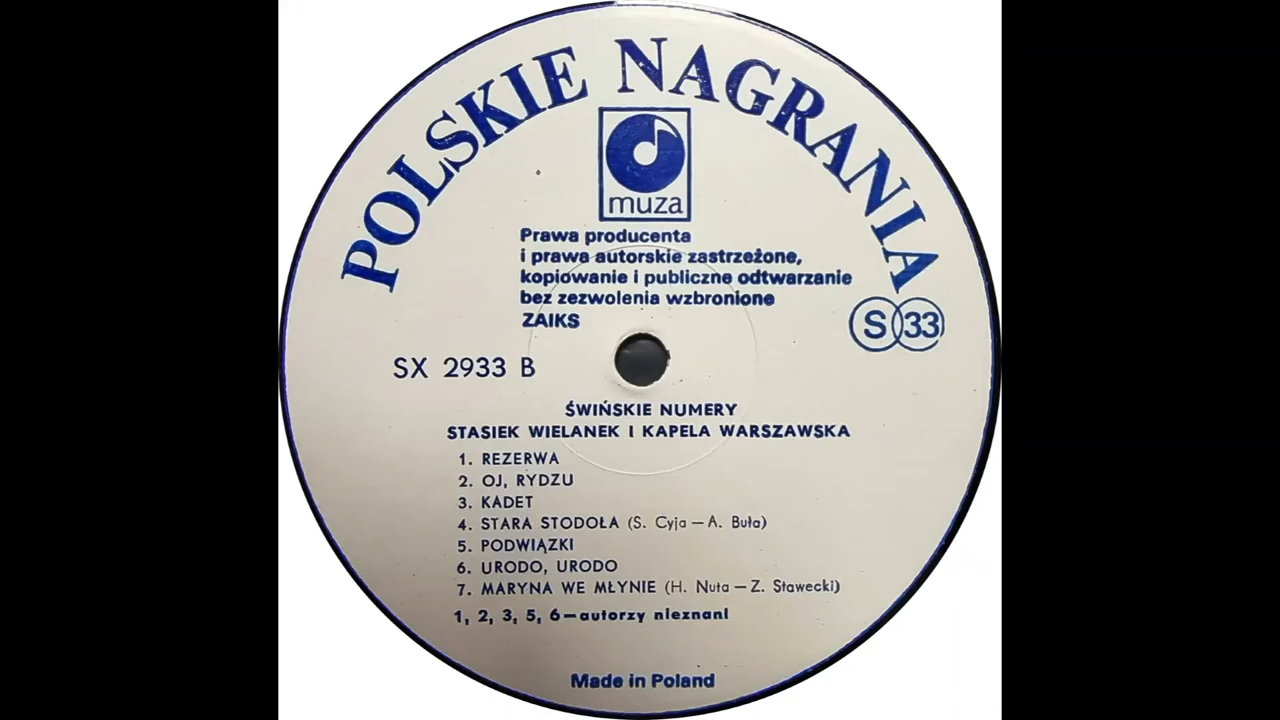 POLSKIE NAGRANIA
muza
Prawa producenta
i prawa autorskie zastrzeżone,
kopiowanie i publiczne odtwarzanie
bez zezwolenia wzbronione
ZAIKS
S 33
SX 2933 B
ŚWIŃSKIE NUMERY
STASIEK WIELANEK I KAPELA WARSZAWSKA
1. REZERWA
2. OJ, RYDZU
3. KADET
4. STARA STODOŁA (S. Cyja — A. Buła)
5. PODWIĄZKI
6. URODO, URODO
7. MARYNA WE MŁYNIE (H. Nuta — Z. Stawecki)
1, 2, 3, 5, 6 — autorzy nieznani
Made in Poland